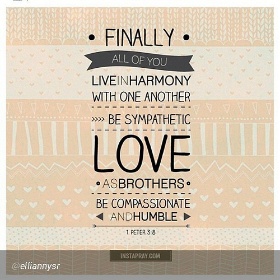 • FINALLY •
ALL OF YOU
LIVE IN HARMONY
WITH ONE ANOTHER
»»» BE SYMPATHETIC
LOVE
• AS BROTHERS •
BE COMPASSIONATE
AND HUMBLE
1 PETER 3:8
INSTAPRAY.COM
@elliannysr